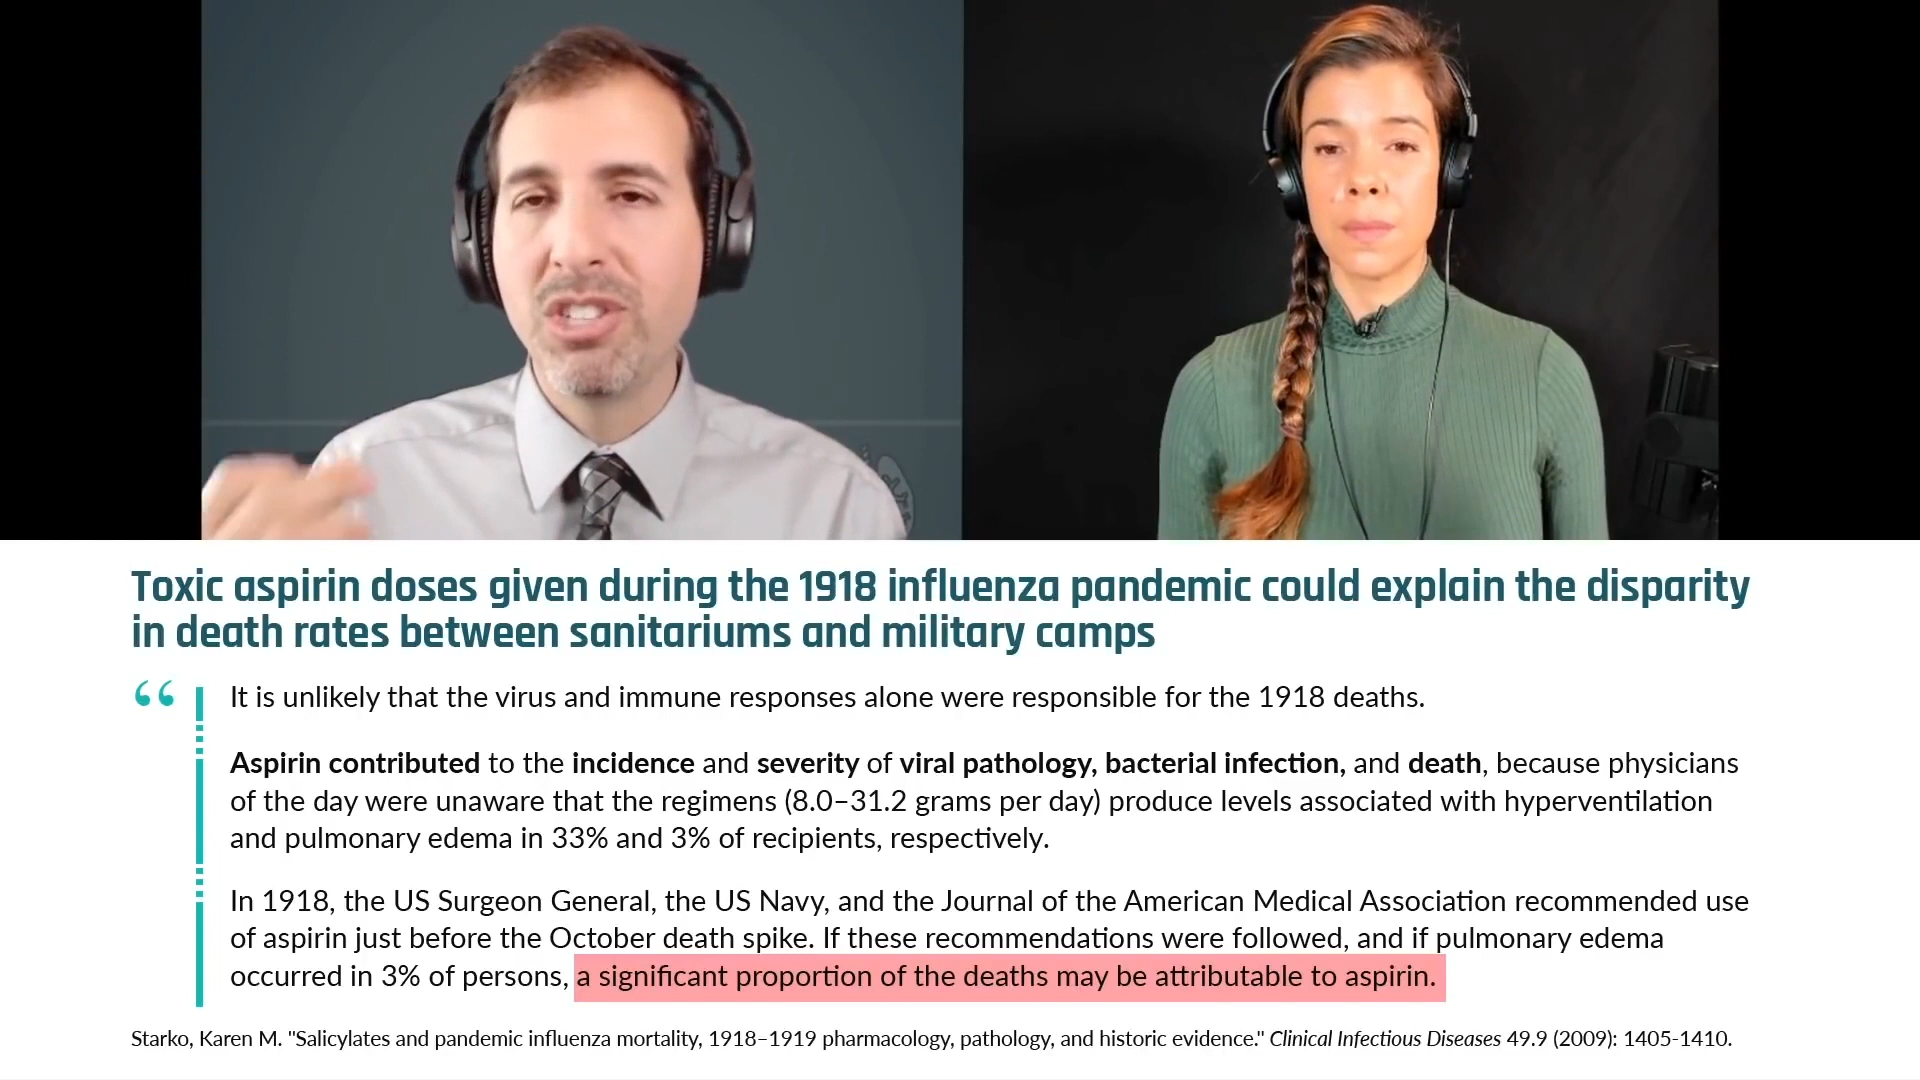 Toxic aspirin doses given during the 1918 influenza pandemic could explain the disparity
in death rates between sanitariums and military camps
“ It is unlikely that the virus and immune responses alone were responsible for the 1918 deaths.
Aspirin contributed to the incidence and severity of viral pathology, bacterial infection, and death, because physicians
of the day were unaware that the regimens (8.0–31.2 grams per day) produce levels associated with hyperventilation
and pulmonary edema in 33% and 3% of recipients, respectively.
In 1918, the US Surgeon General, the US Navy, and the Journal of the American Medical Association recommended use
of aspirin just before the October death spike. If these recommendations were followed, and if pulmonary edema
occurred in 3% of persons, a significant proportion of the deaths may be attributable to aspirin.
Starko, Karen M. "Salicylates and pandemic influenza mortality, 1918–1919 pharmacology, pathology, and historic evidence." Clinical Infectious Diseases 49.9 (2009): 1405-1410.